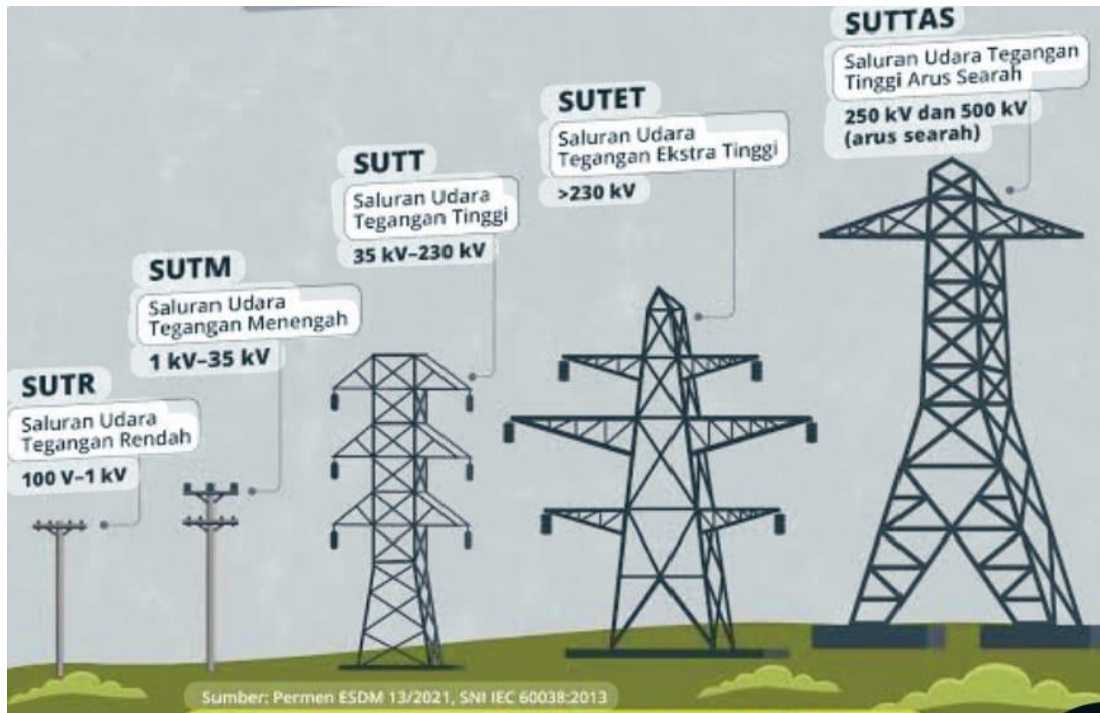 SUTR
Saluran Udara
Tegangan Rendah
100 V–1 kV
SUTM
Saluran Udara
Tegangan Menengah
1 kV–35 kV
SUTT
Saluran Udara
Tegangan Tinggi
35 kV–230 kV
SUTET
Saluran Udara
Tegangan Ekstra Tinggi
>230 kV
SUTTAS
Saluran Udara Tegangan
Tinggi Arus Searah
250 kV dan 500 kV
(arus searah)
Sumber: Permen ESDM 13/2021, SNI IEC 60038:2013